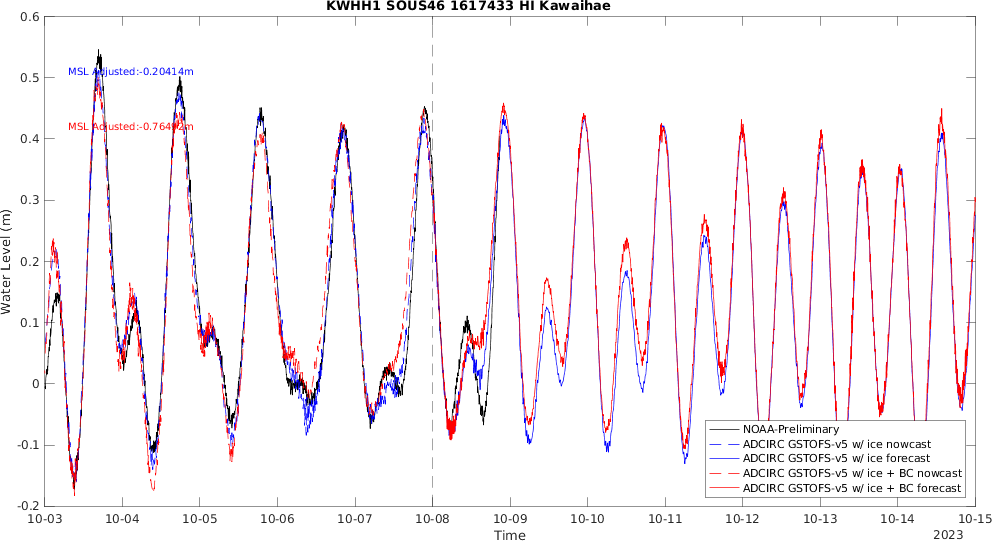 KWHH1 SOUS46 1617433 HI Kawaihae
0.6
0.5
0.4
0.3
0.2
0.1
0
-0.1
-0.2
Water Level (m)
MSL Adjusted:-0.20414m
MSL Adjusted:
NOAA-Preliminary
ADCIRC GSTOFS-v5 w/ ice nowcast
ADCIRC GSTOFS-v5 w/ ice forecast
ADCIRC GSTOFS-v5 w/ ice + BC nowcast
ADCIRC GSTOFS-v5 w/ ice + BC forecast
10-03 10-04 10-05 10-06 10-07 10-08 10-09 10-10 10-11 10-12 10-13 10-14 10-15
Time
2023